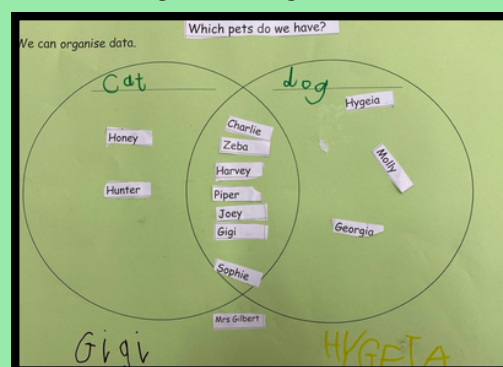 Which pets do we have?
We can organise data.
cat
dog
Hygeia
Charlie
Honey
Zeba
Molly
Harvey
Hunter
Piper
Joey
Gigi
Georgia
Sophie
Mrs Gilbert
Gigi
HYGEIA